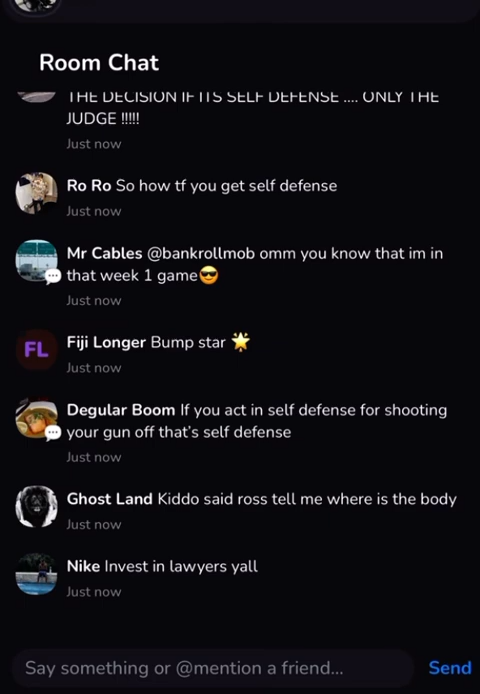 Room Chat
THE DECISION IF ITS SELF DEFENSE .... ONLY THE
JUDGE !!!!!
Just now
Ro Ro So how tf you get self defense
Just now
Mr Cables @bankrollmob omm you know that im in
that week 1 game😎
Just now
FL
Fiji Longer Bump star 🌟
Just now
Degular Boom If you act in self defense for shooting
your gun off that's self defense
Just now
Ghost Land Kiddo said ross tell me where is the body
Just now
Nike Invest in lawyers yall
Just now
Say something or @mention a friend... Send